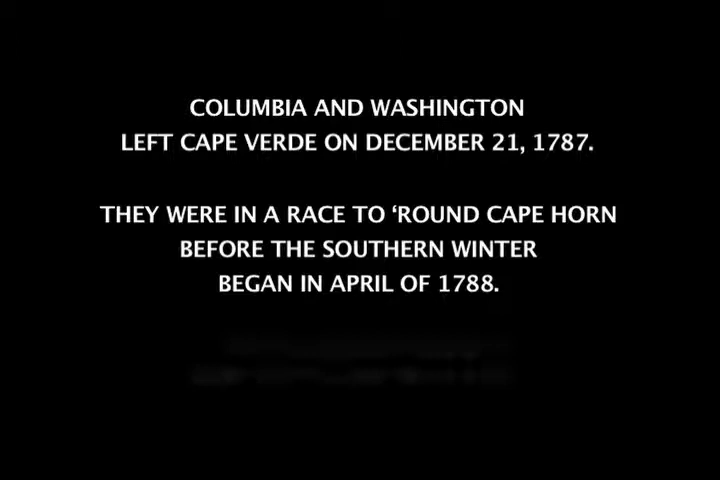 COLUMBIA AND WASHINGTON
LEFT CAPE VERDE ON DECEMBER 21, 1787.
THEY WERE IN A RACE TO ‘ROUND CAPE HORN
BEFORE THE SOUTHERN WINTER
BEGAN IN APRIL OF 1788.